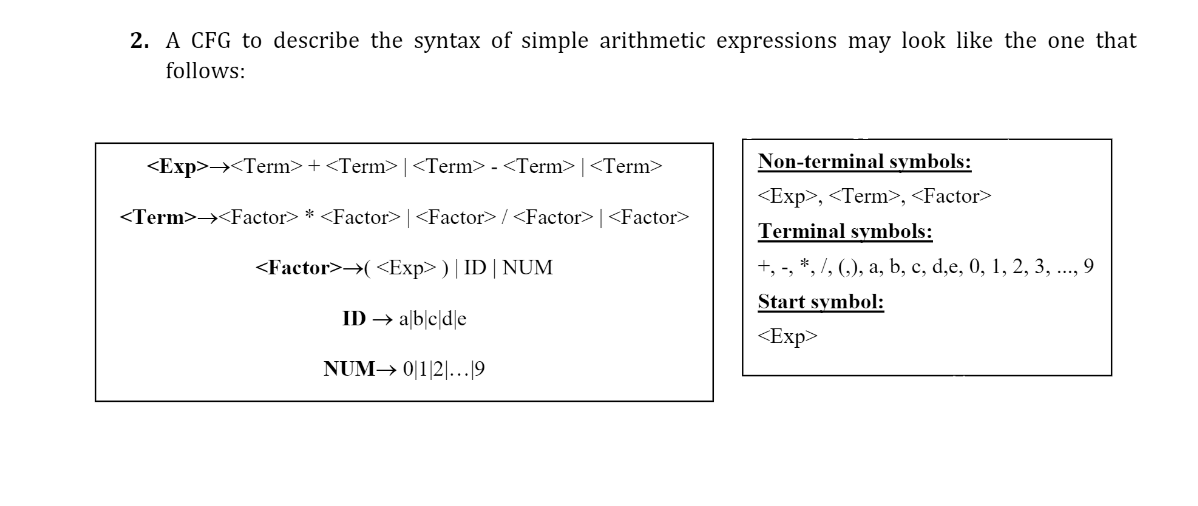 2. A CFG to describe the syntax of simple arithmetic expressions may look like the one that
follows:
<Exp>→<Term> + <Term> | <Term> - <Term> | <Term>
<Term>→<Factor> * <Factor> | <Factor> / <Factor> | <Factor>
<Factor>→( <Exp> ) | ID | NUM
ID → a|b|c|d|e
NUM→ 0|1|2|…|9
Non-terminal symbols:
<Exp>, <Term>, <Factor>
Terminal symbols:
+, -, *, /, (,), a, b, c, d,e, 0, 1, 2, 3, ..., 9
Start symbol:
<Exp>